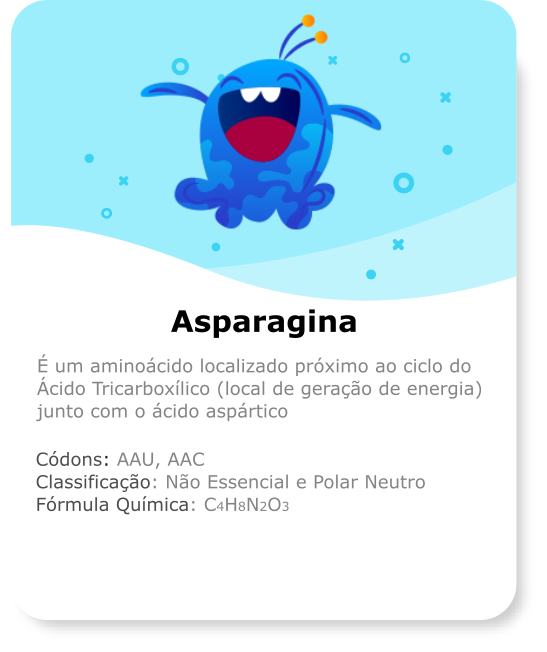 Asparagina
É um aminoácido localizado próximo ao ciclo do
Ácido Tricarboxílico (local de geração de energia)
junto com o ácido aspártico
Códons: AAU, AAC
Classificação: Não Essencial e Polar Neutro
Fórmula Química: C4H8N2O3